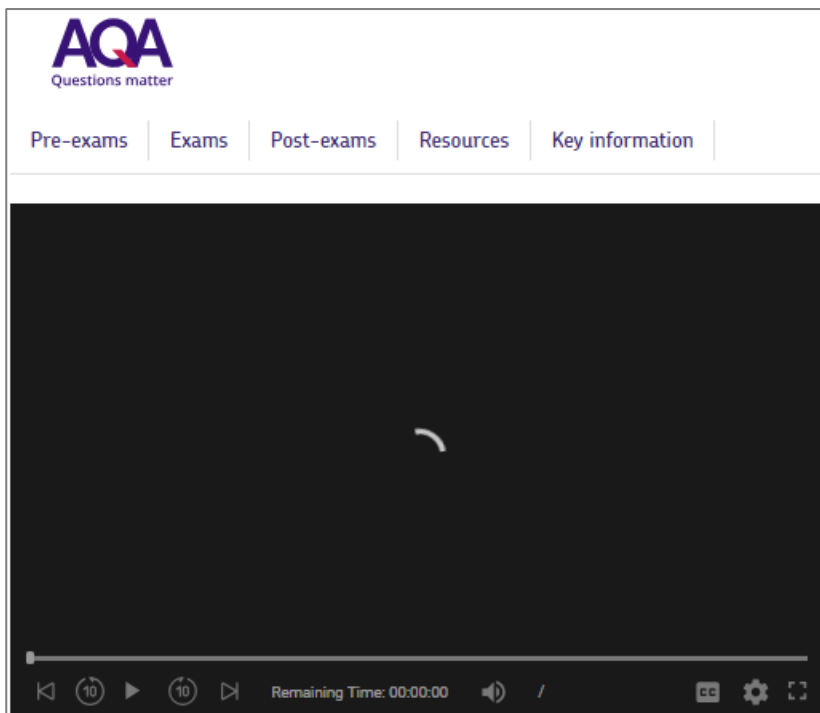 AQA
Questions matter
Pre-exams Exams Post-exams Resources Key information
10 10 Remaining Time: 00:00:00 / CC